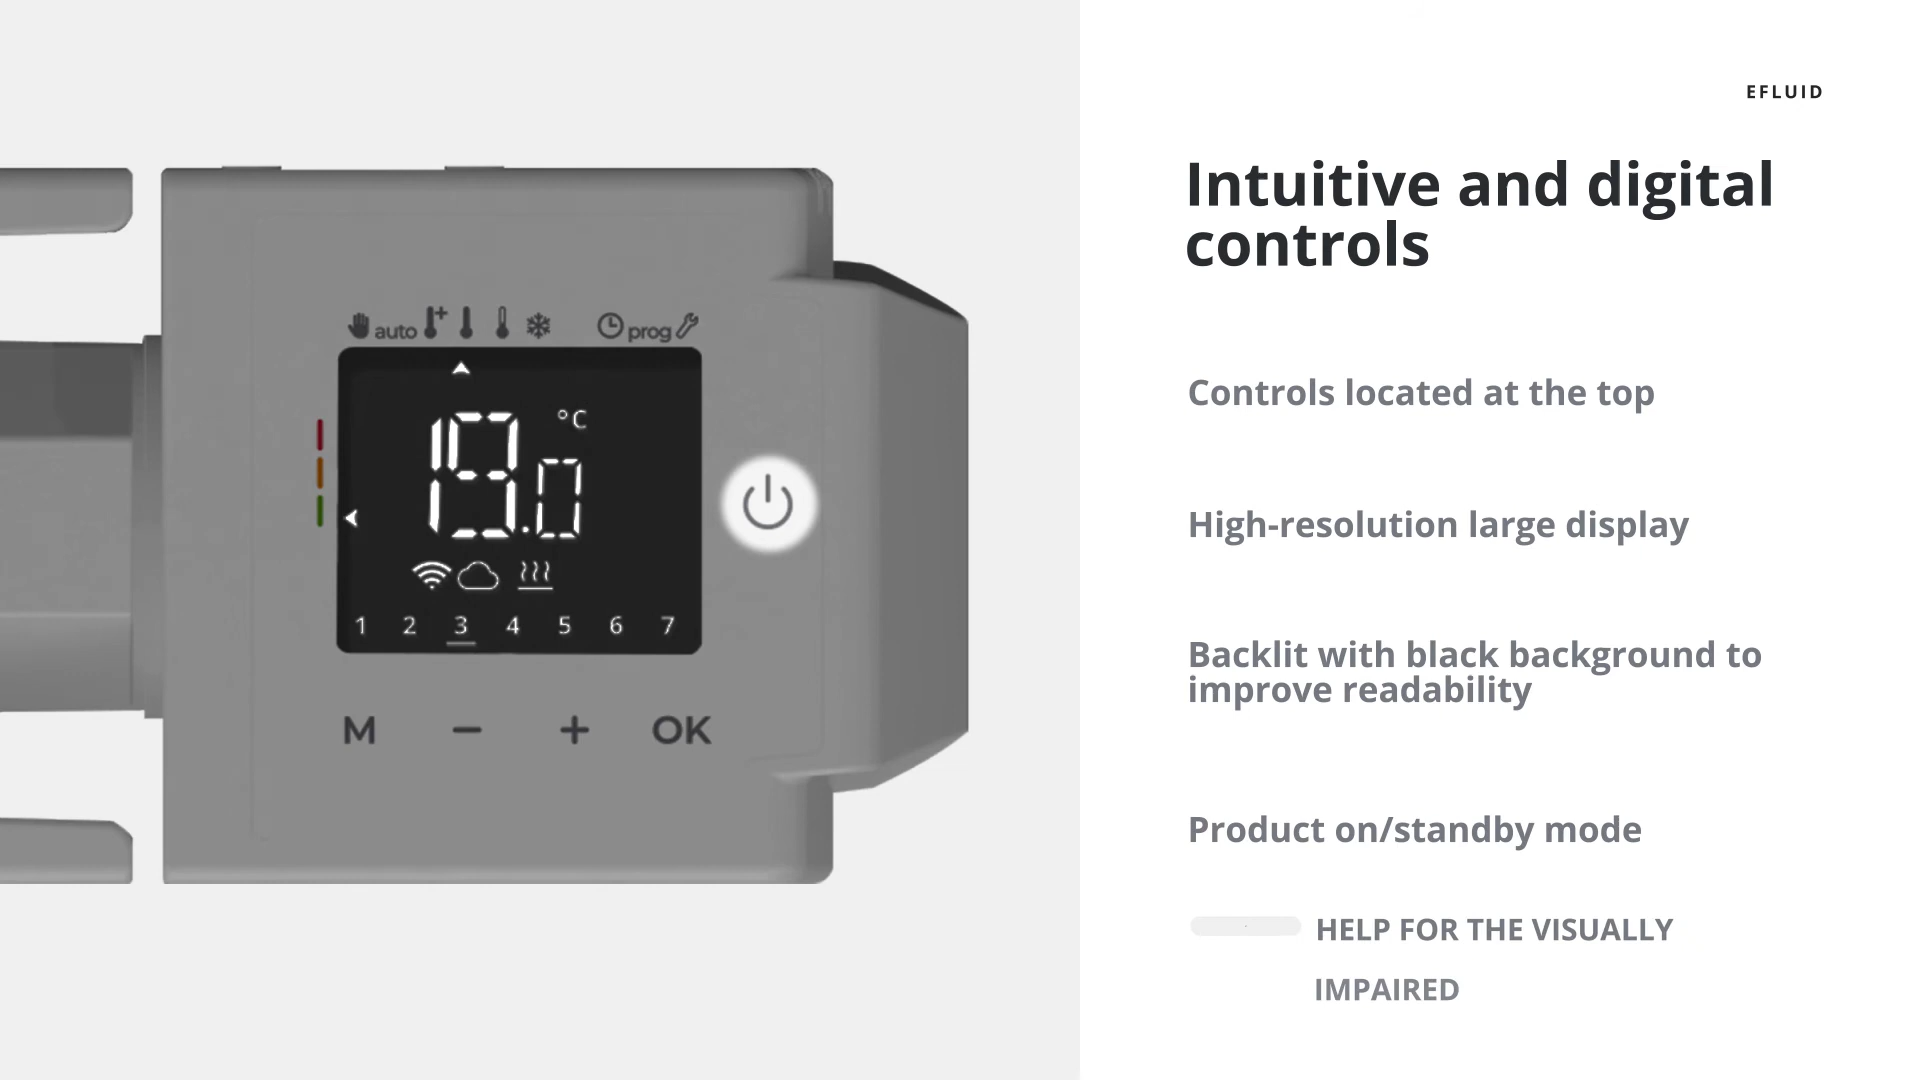 EFLUID
Intuitive and digital
controls
auto
prog
°C
19.0
1 2 3 4 5 6 7
M − + OK
Controls located at the top
High-resolution large display
Backlit with black background to
improve readability
Product on/standby mode
HELP FOR THE VISUALLY
IMPAIRED